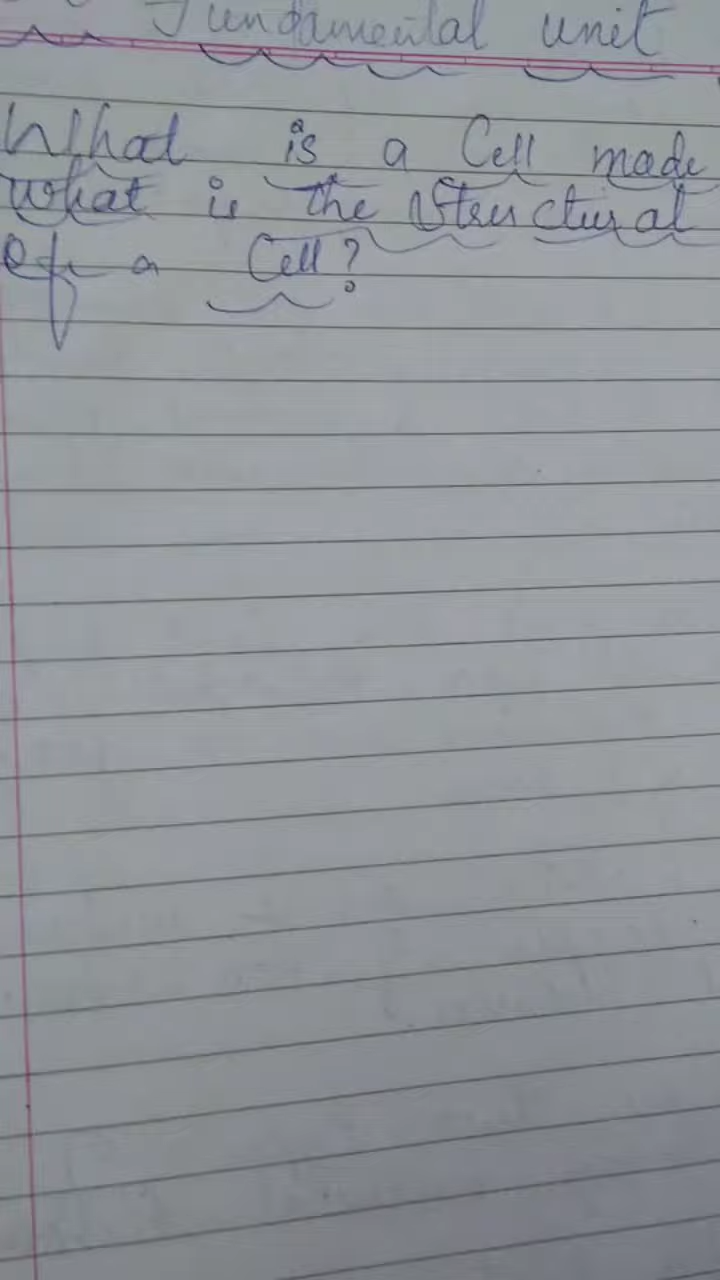 Fundamental unit
What is a Cell made
What is the structural
of a Cell?